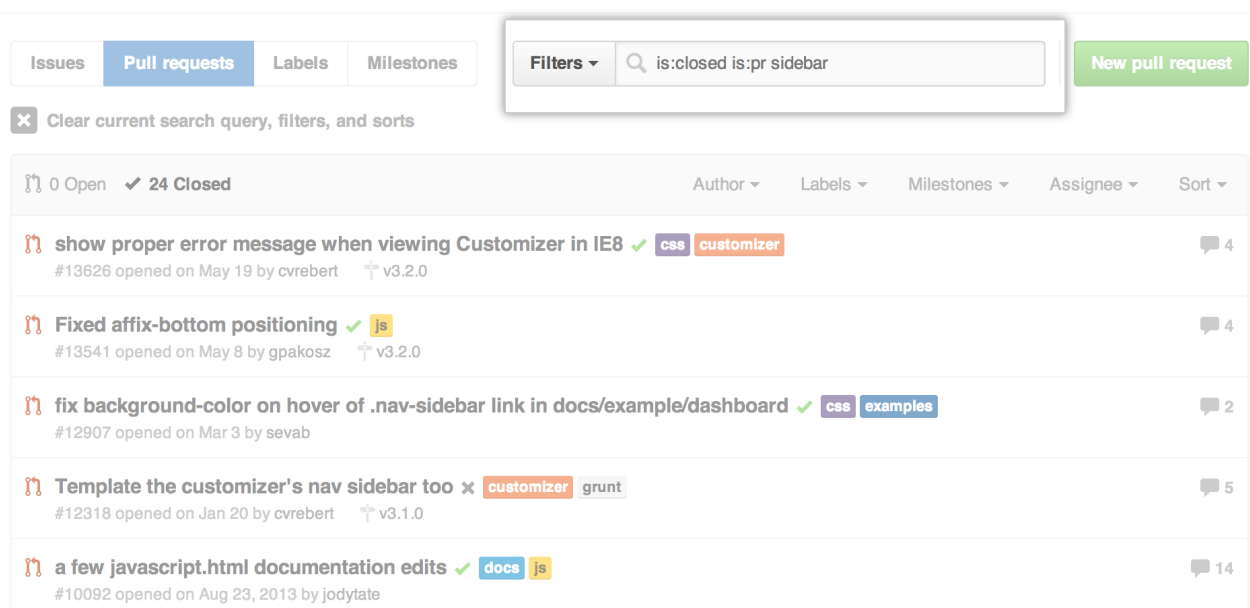 Issues Pull requests Labels Milestones Filters is:closed is:pr sidebar New pull request
Clear current search query, filters, and sorts
0 Open 24 Closed Author Labels Milestones Assignee Sort
show proper error message when viewing Customizer in IE8 css customizer 4
#13626 opened on May 19 by cvrebert v3.2.0
Fixed affix-bottom positioning js 4
#13541 opened on May 8 by gpakosz v3.2.0
fix background-color on hover of .nav-sidebar link in docs/example/dashboard css examples 2
#12907 opened on Mar 3 by sevab
Template the customizer's nav sidebar too customizer grunt 5
#12318 opened on Jan 20 by cvrebert v3.1.0
a few javascript.html documentation edits docs js 14
#10092 opened on Aug 23, 2013 by jodytate